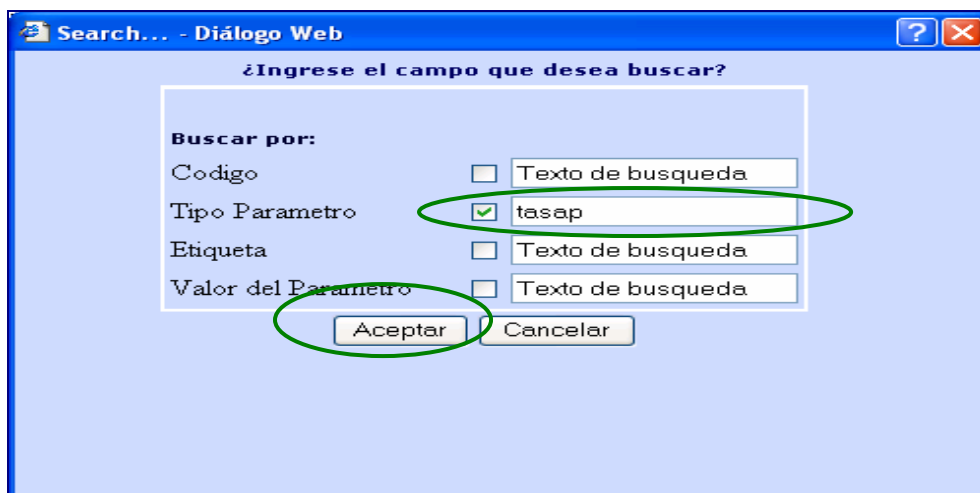 Search... - Diálogo Web
¿Ingrese el campo que desea buscar?
Buscar por:
Codigo Texto de busqueda
Tipo Parametro tasap
Etiqueta Texto de busqueda
Valor del Parametro Texto de busqueda
Aceptar Cancelar